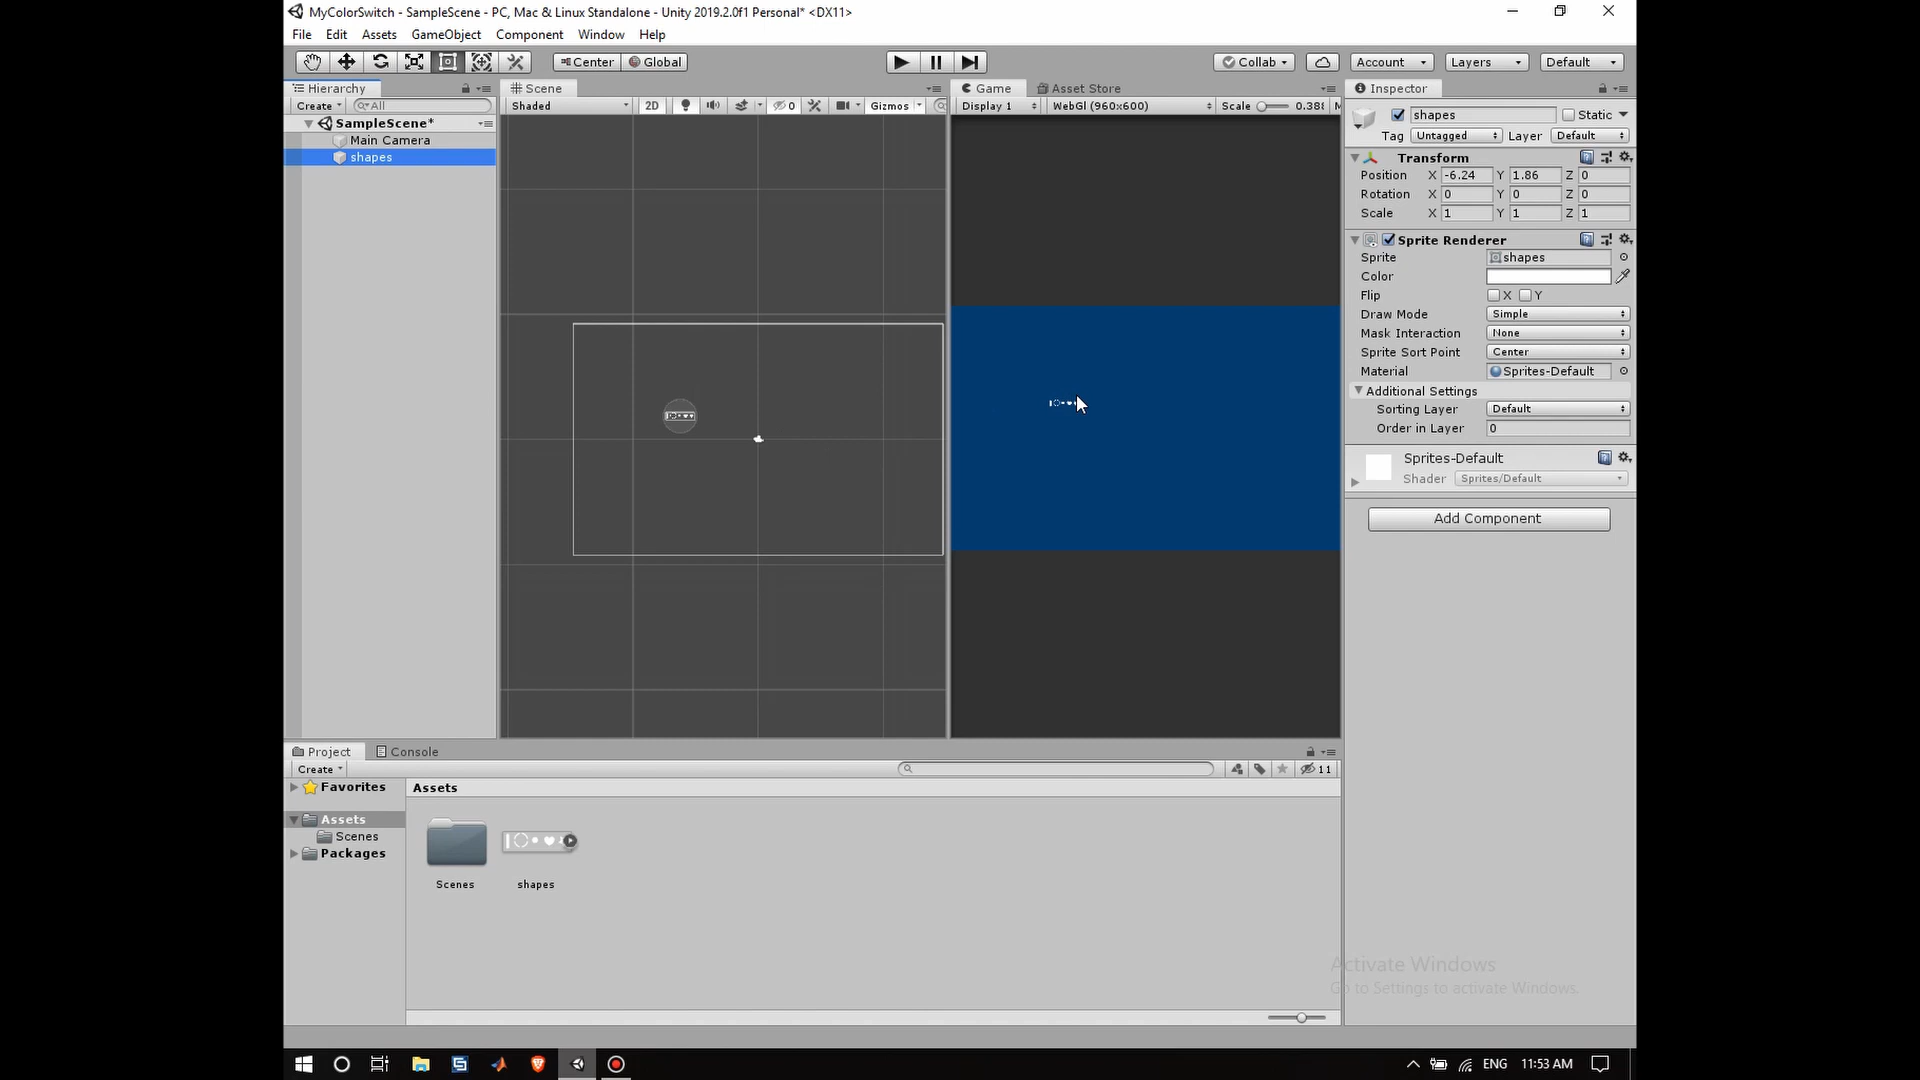 MyColorSwitch - SampleScene - PC, Mac & Linux Standalone - Unity 2019.2.0f1 Personal* <DX11>
File Edit Assets GameObject Component Window Help
Center Global Collab Account Layers Default
Hierarchy
Create All
SampleScene*
Main Camera
shapes
Scene
Shaded 2D 0 Gizmos
Game Asset Store
Display 1 WebGl (960x600) Scale 0.38
Inspector
shapes Static
Tag Untagged Layer Default
Transform
Position X -6.24 Y 1.86 Z 0
Rotation X 0 Y 0 Z 0
Scale X 1 Y 1 Z 1
Sprite Renderer
Sprite shapes
Color
Flip X Y
Draw Mode Simple
Mask Interaction None
Sprite Sort Point Center
Material Sprites-Default
Additional Settings
Sorting Layer Default
Order in Layer 0
Sprites-Default
Shader Sprites/Default
Add Component
Project Console
Create 11
Favorites
Assets
Scenes
Packages
Assets
Scenes shapes
Activate Windows
Go to Settings to activate Windows.
ENG 11:53 AM